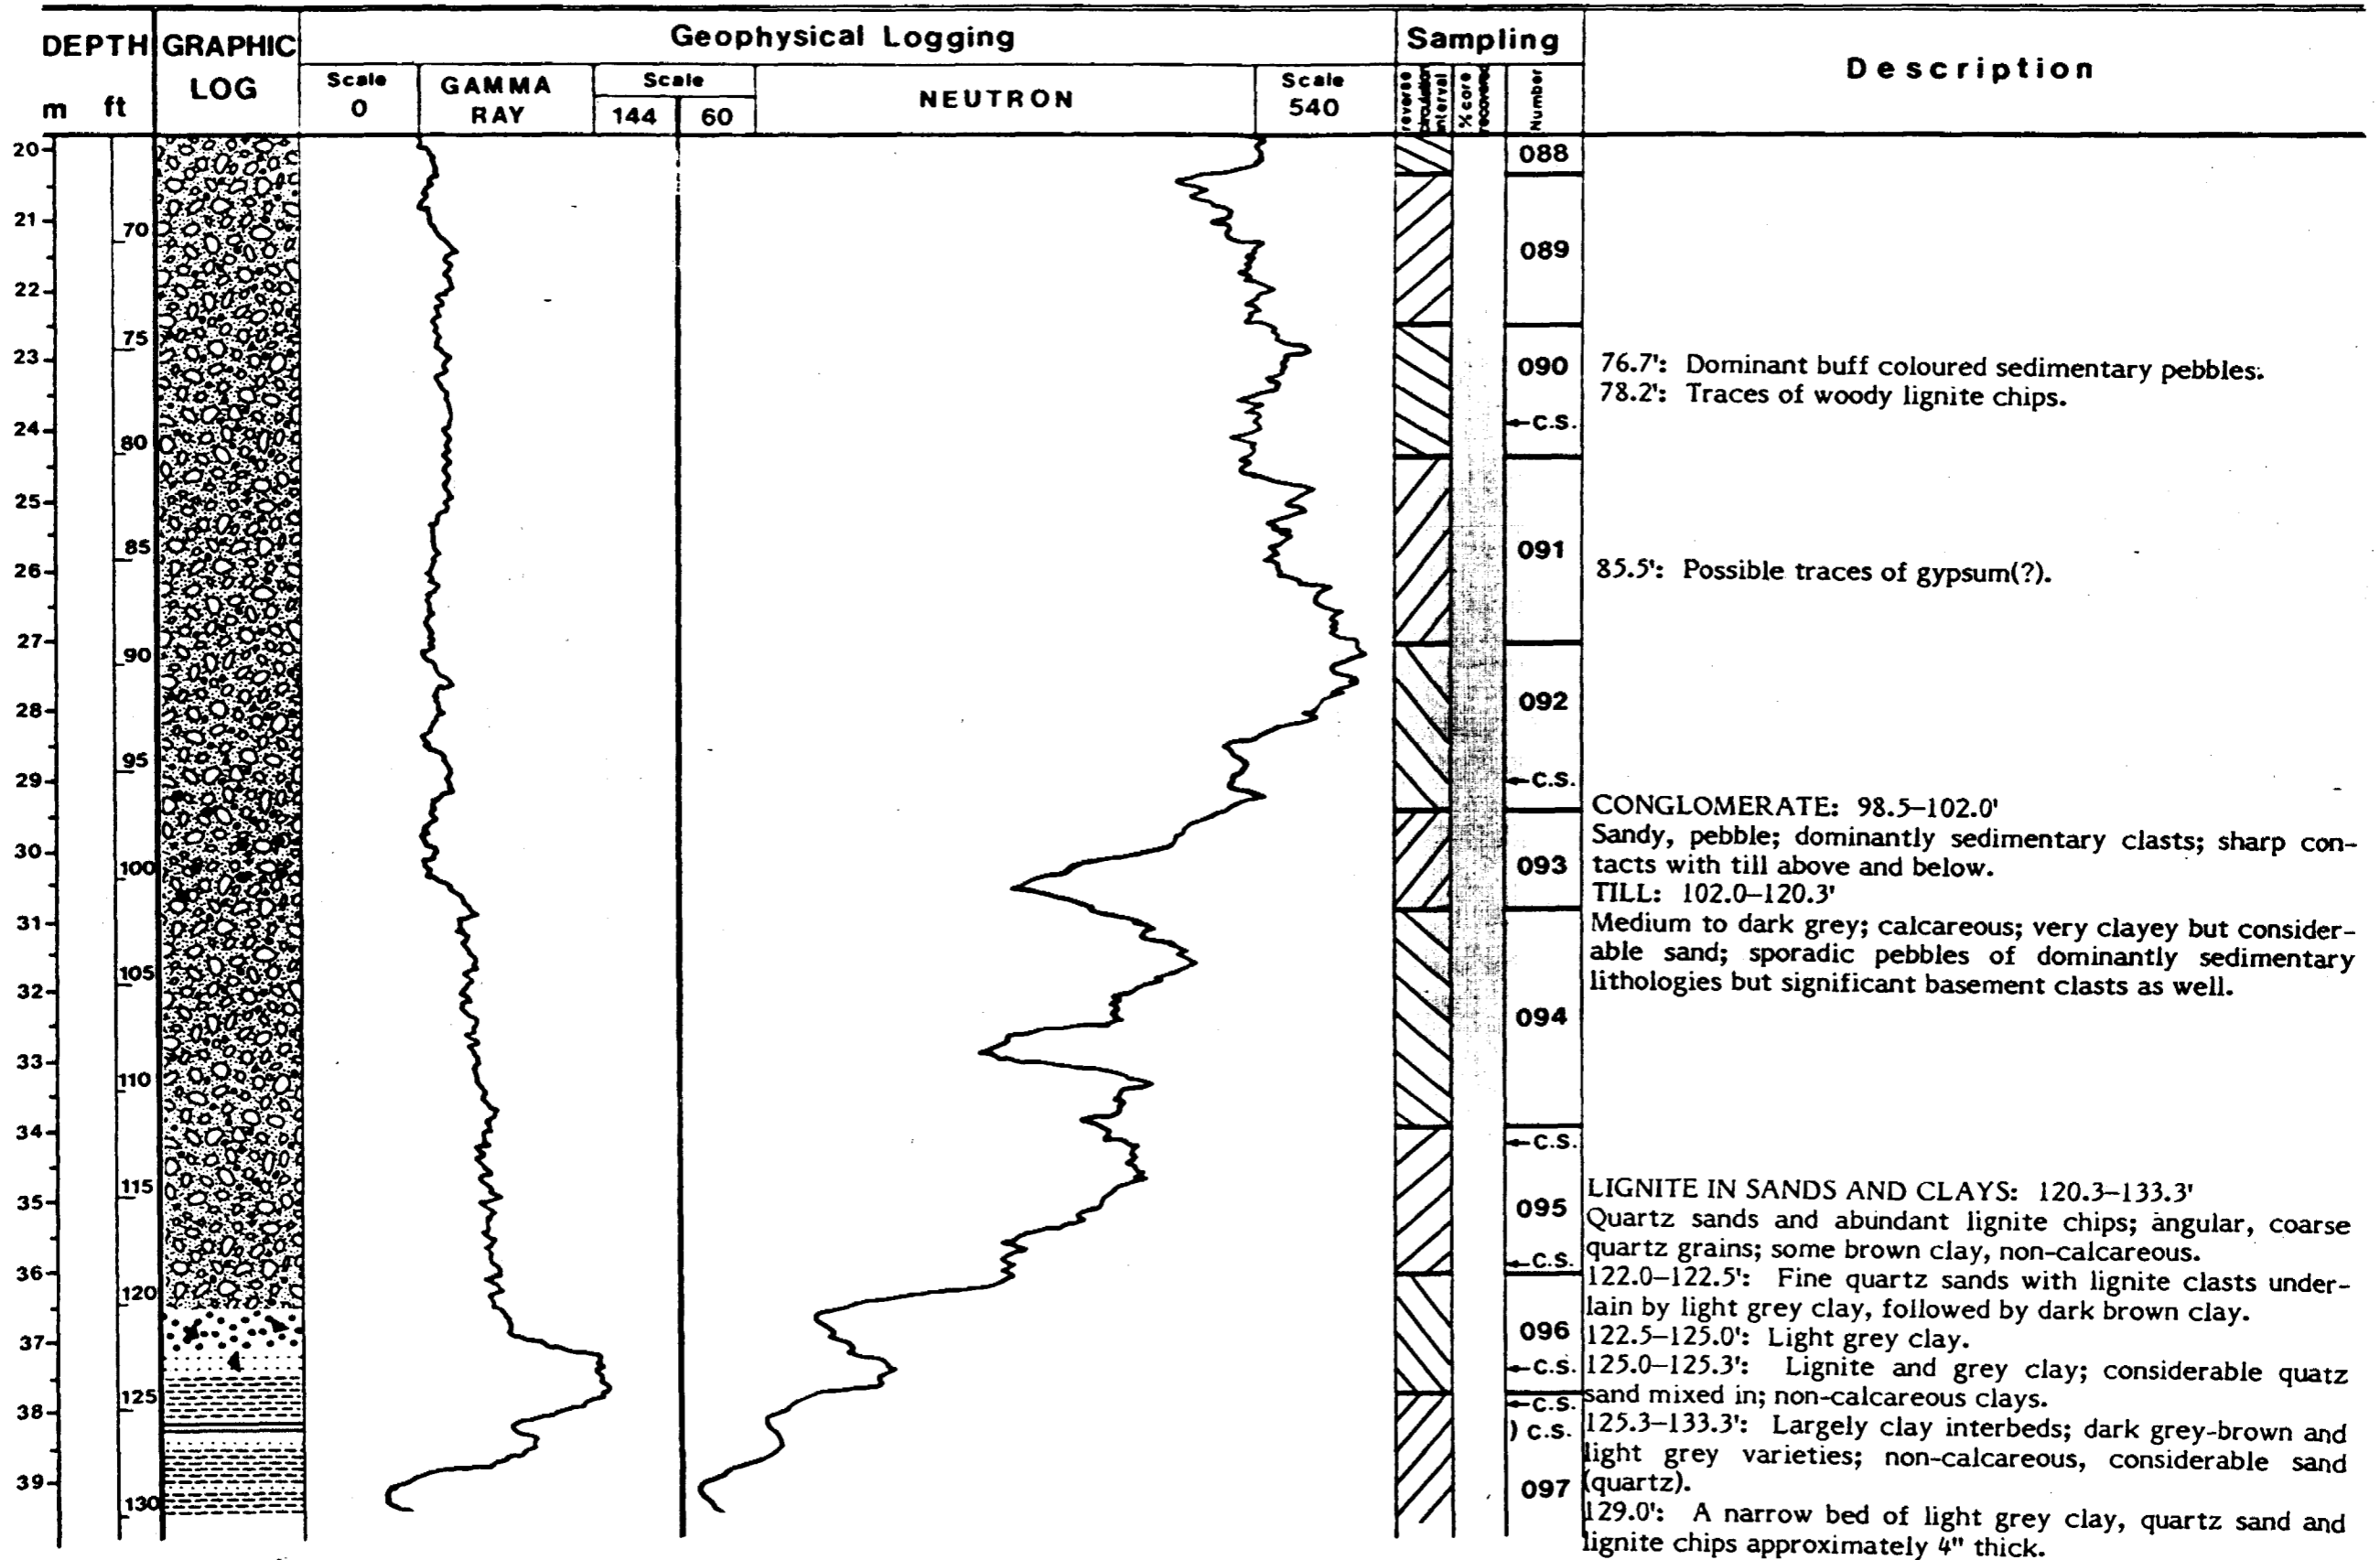 DEPTH
m ft
GRAPHIC
LOG
Geophysical Logging
Scale
0
GAMMA
RAY
Scale
144 60
NEUTRON
Scale
540
Sampling
reverse
circulation
interval
% core
recovered
Number
Description
20
21
22
23
24
25
26
27
28
29
30
31
32
33
34
35
36
37
38
39
70
75
80
85
90
95
100
105
110
115
120
125
130
088
089
090
c.s.
091
092
c.s.
093
094
c.s.
095
c.s.
096
c.s.
c.s.
) c.s.
097
76.7': Dominant buff coloured sedimentary pebbles.
78.2': Traces of woody lignite chips.
85.5': Possible traces of gypsum(?).
CONGLOMERATE: 98.5–102.0'
Sandy, pebble; dominantly sedimentary clasts; sharp con-
tacts with till above and below.
TILL: 102.0–120.3'
Medium to dark grey; calcareous; very clayey but consider-
able sand; sporadic pebbles of dominantly sedimentary
lithologies but significant basement clasts as well.
LIGNITE IN SANDS AND CLAYS: 120.3–133.3'
Quartz sands and abundant lignite chips; angular, coarse
quartz grains; some brown clay, non-calcareous.
122.0–122.5': Fine quartz sands with lignite clasts under-
lain by light grey clay, followed by dark brown clay.
122.5–125.0': Light grey clay.
125.0–125.3': Lignite and grey clay; considerable quatz
sand mixed in; non-calcareous clays.
125.3–133.3': Largely clay interbeds; dark grey-brown and
light grey varieties; non-calcareous, considerable sand
(quartz).
129.0': A narrow bed of light grey clay, quartz sand and
lignite chips approximately 4" thick.